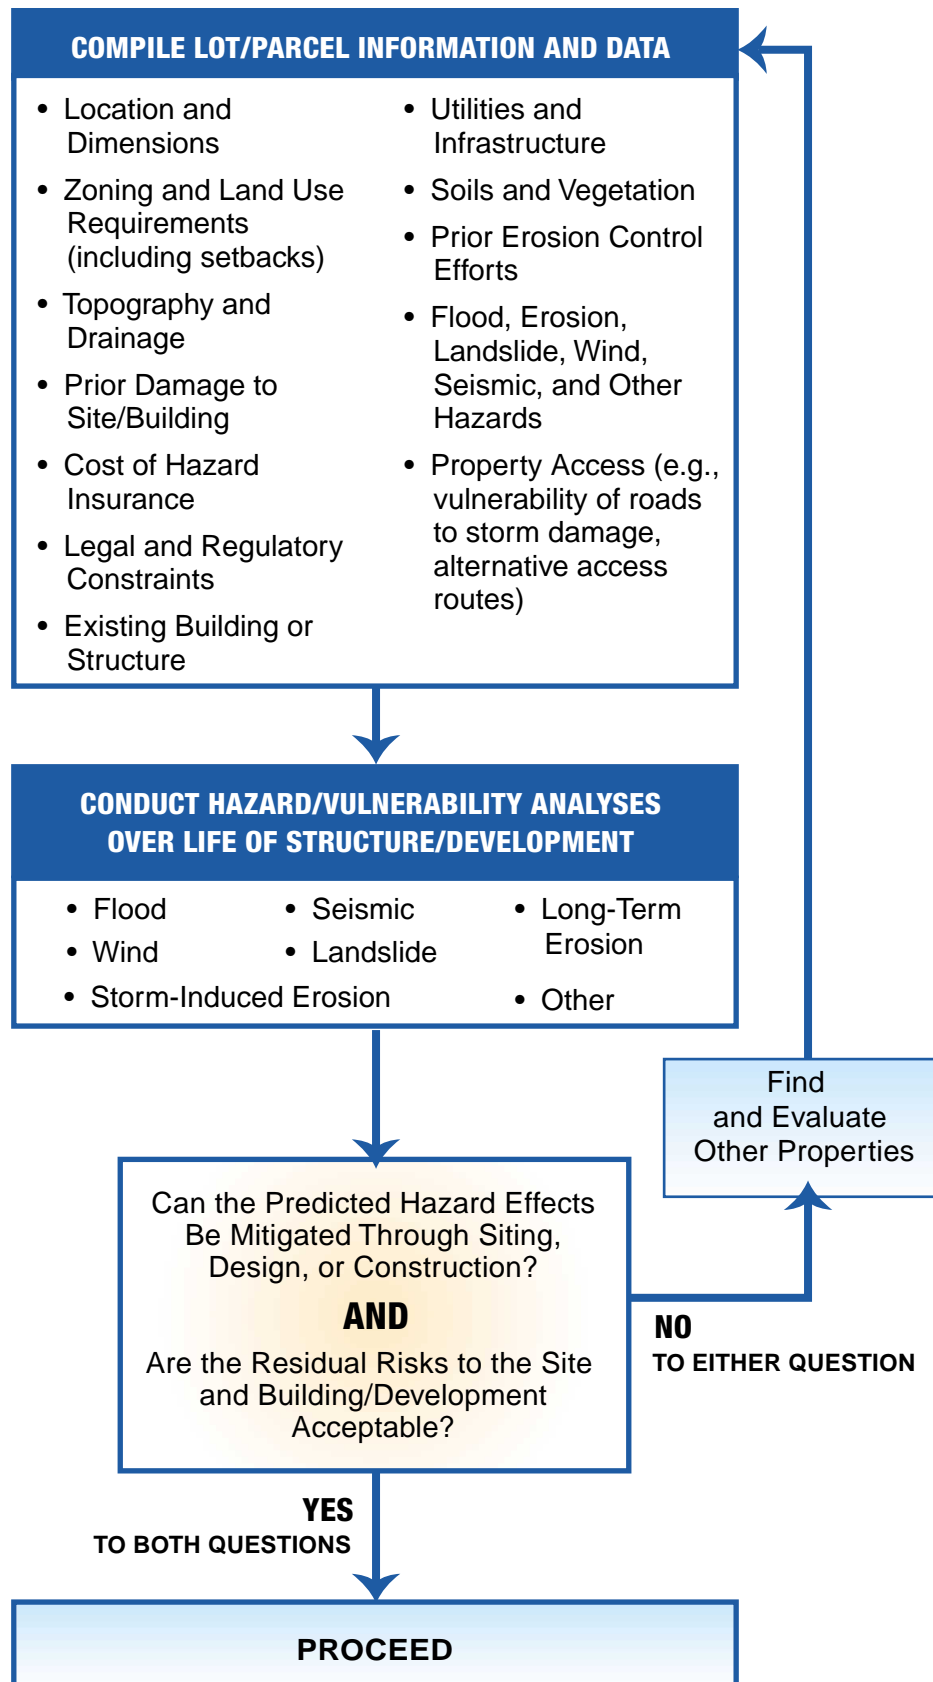 COMPILE LOT/PARCEL INFORMATION AND DATA
• Location and
Dimensions
• Zoning and Land Use
Requirements
(including setbacks)
• Topography and
Drainage
• Prior Damage to
Site/Building
• Cost of Hazard
Insurance
• Legal and Regulatory
Constraints
• Existing Building or
Structure
• Utilities and
Infrastructure
• Soils and Vegetation
• Prior Erosion Control
Efforts
• Flood, Erosion,
Landslide, Wind,
Seismic, and Other
Hazards
• Property Access (e.g.,
vulnerability of roads
to storm damage,
alternative access
routes)
CONDUCT HAZARD/VULNERABILITY ANALYSES
OVER LIFE OF STRUCTURE/DEVELOPMENT
• Flood
• Wind
• Storm-Induced Erosion
• Seismic
• Landslide
• Long-Term
Erosion
• Other
Find
and Evaluate
Other Properties
Can the Predicted Hazard Effects
Be Mitigated Through Siting,
Design, or Construction?
AND
Are the Residual Risks to the Site
and Building/Development
Acceptable?
NO
TO EITHER QUESTION
YES
TO BOTH QUESTIONS
PROCEED